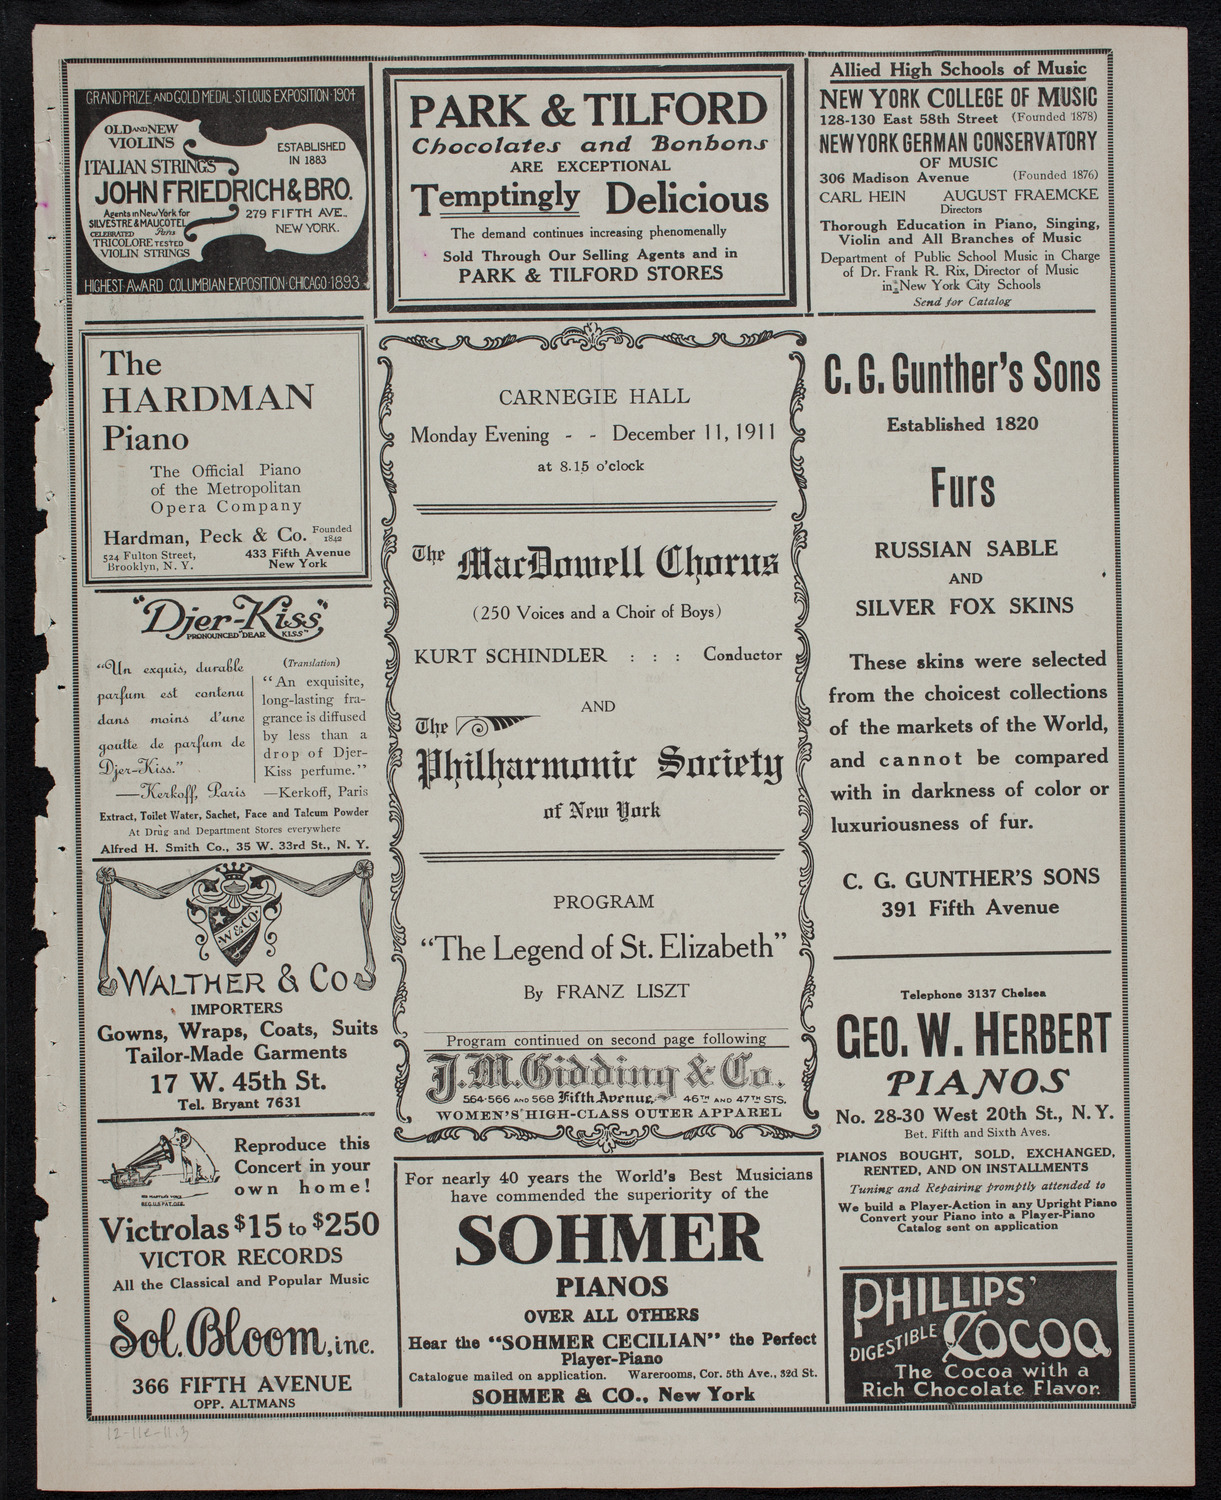 GRAND PRIZE AND GOLD MEDAL·ST LOUIS EXPOSITION·1904
OLD AND NEW
VIOLINS
ITALIAN STRINGS
ESTABLISHED
IN 1883
JOHN FRIEDRICH & BRO.
Agents in New York for
SILVESTRE & MAUCOTEL
CELEBRATED Paris
TRICOLORE TESTED
VIOLIN STRINGS
279 FIFTH AVE.
NEW YORK.
HIGHEST AWARD COLUMBIAN EXPOSITION·CHICAGO·1893
PARK & TILFORD
Chocolates and Bonbons
ARE EXCEPTIONAL
Temptingly Delicious
The demand continues increasing phenomenally
Sold Through Our Selling Agents and in
PARK & TILFORD STORES
Allied High Schools of Music
NEW YORK COLLEGE OF MUSIC
128-130 East 58th Street (Founded 1878)
NEW YORK GERMAN CONSERVATORY
OF MUSIC
306 Madison Avenue (Founded 1876)
CARL HEIN AUGUST FRAEMCKE
Directors
Thorough Education in Piano, Singing,
Violin and All Branches of Music
Department of Public School Music in Charge
of Dr. Frank R. Rix, Director of Music
in New York City Schools
Send for Catalog
The
HARDMAN
Piano
The Official Piano
of the Metropolitan
Opera Company
Hardman, Peck & Co. Founded 1842
524 Fulton Street,
Brooklyn, N. Y.
433 Fifth Avenue
New York
"Djer-Kiss"
PRONOUNCED "DEAR KISS"
"Un exquis, durable
parfum est contenu
dans moins d'une
goutte de parfum de
Djer-Kiss."
—Kerkoff, Paris
(Translation)
"An exquisite,
long-lasting fra-
grance is diffused
by less than a
drop of Djer-
Kiss perfume."
—Kerkoff, Paris
Extract, Toilet Water, Sachet, Face and Talcum Powder
At Drug and Department Stores everywhere
Alfred H. Smith Co., 35 W. 33rd St., N. Y.
W & CO.
WALTHER & CO
IMPORTERS
Gowns, Wraps, Coats, Suits
Tailor-Made Garments
17 W. 45th St.
Tel. Bryant 7631
HIS MASTER'S VOICE
REG. U.S. PAT. OFF.
Reproduce this
Concert in your
own home!
Victrolas $15 to $250
VICTOR RECORDS
All the Classical and Popular Music
Sol. Bloom, inc.
366 FIFTH AVENUE
OPP. ALTMANS
CARNEGIE HALL
Monday Evening - - December 11, 1911
at 8.15 o'clock
The MacDowell Chorus
(250 Voices and a Choir of Boys)
KURT SCHINDLER : : : Conductor
AND
The
Philharmonic Society
of New York
PROGRAM
"The Legend of St. Elizabeth"
By FRANZ LISZT
Program continued on second page following
J. M. Gidding & Co.
564-566 AND 568 Fifth Avenue, 46TH AND 47TH STS.
WOMEN'S HIGH-CLASS OUTER APPAREL
For nearly 40 years the World's Best Musicians
have commended the superiority of the
SOHMER
PIANOS
OVER ALL OTHERS
Hear the "SOHMER CECILIAN" the Perfect
Player-Piano
Catalogue mailed on application. Warerooms, Cor. 5th Ave., 32d St.
SOHMER & CO., New York
C. G. Gunther's Sons
Established 1820
Furs
RUSSIAN SABLE
AND
SILVER FOX SKINS
These skins were selected
from the choicest collections
of the markets of the World,
and cannot be compared
with in darkness of color or
luxuriousness of fur.
C. G. GUNTHER'S SONS
391 Fifth Avenue
Telephone 3137 Chelsea
GEO. W. HERBERT
PIANOS
No. 28-30 West 20th St., N. Y.
Bet. Fifth and Sixth Aves.
PIANOS BOUGHT, SOLD, EXCHANGED,
RENTED, AND ON INSTALLMENTS
Tuning and Repairing promptly attended to
We build a Player-Action in any Upright Piano
Convert your Piano into a Player-Piano
Catalog sent on application
PHILLIPS'
DIGESTIBLE COCOA
The Cocoa with a
Rich Chocolate Flavor.
12-11e-11.3